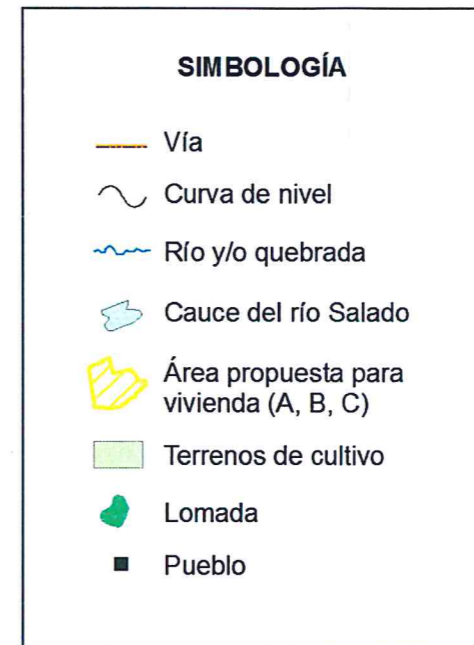 SIMBOLOGÍA
Vía
Curva de nivel
Río y/o quebrada
Cauce del río Salado
Área propuesta para
vivienda (A, B, C)
Terrenos de cultivo
Lomada
Pueblo